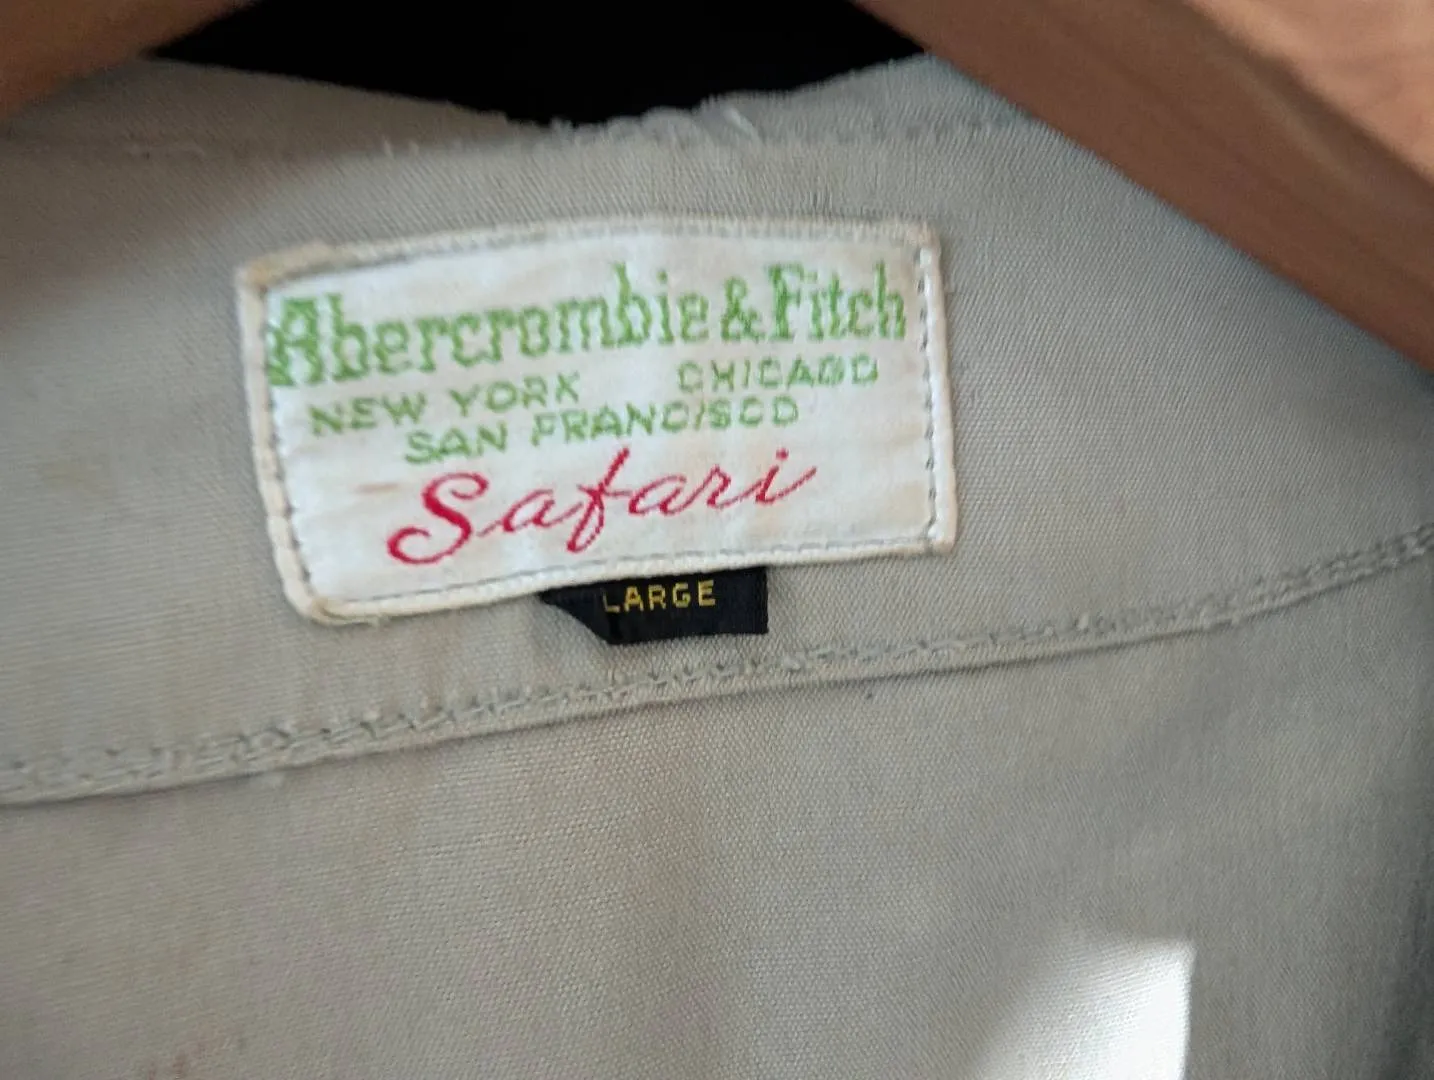 Abercrombie & Fitch
NEW YORK CHICAGO
SAN FRANCISCO
Safari
LARGE